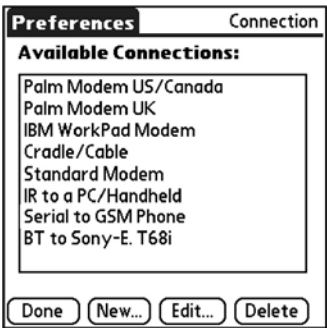 Preferences Connection
Available Connections:
Palm Modem US/Canada
Palm Modem UK
IBM WorkPad Modem
Cradle/Cable
Standard Modem
IR to a PC/Handheld
Serial to GSM Phone
BT to Sony-E. T68i
Done New... Edit... Delete